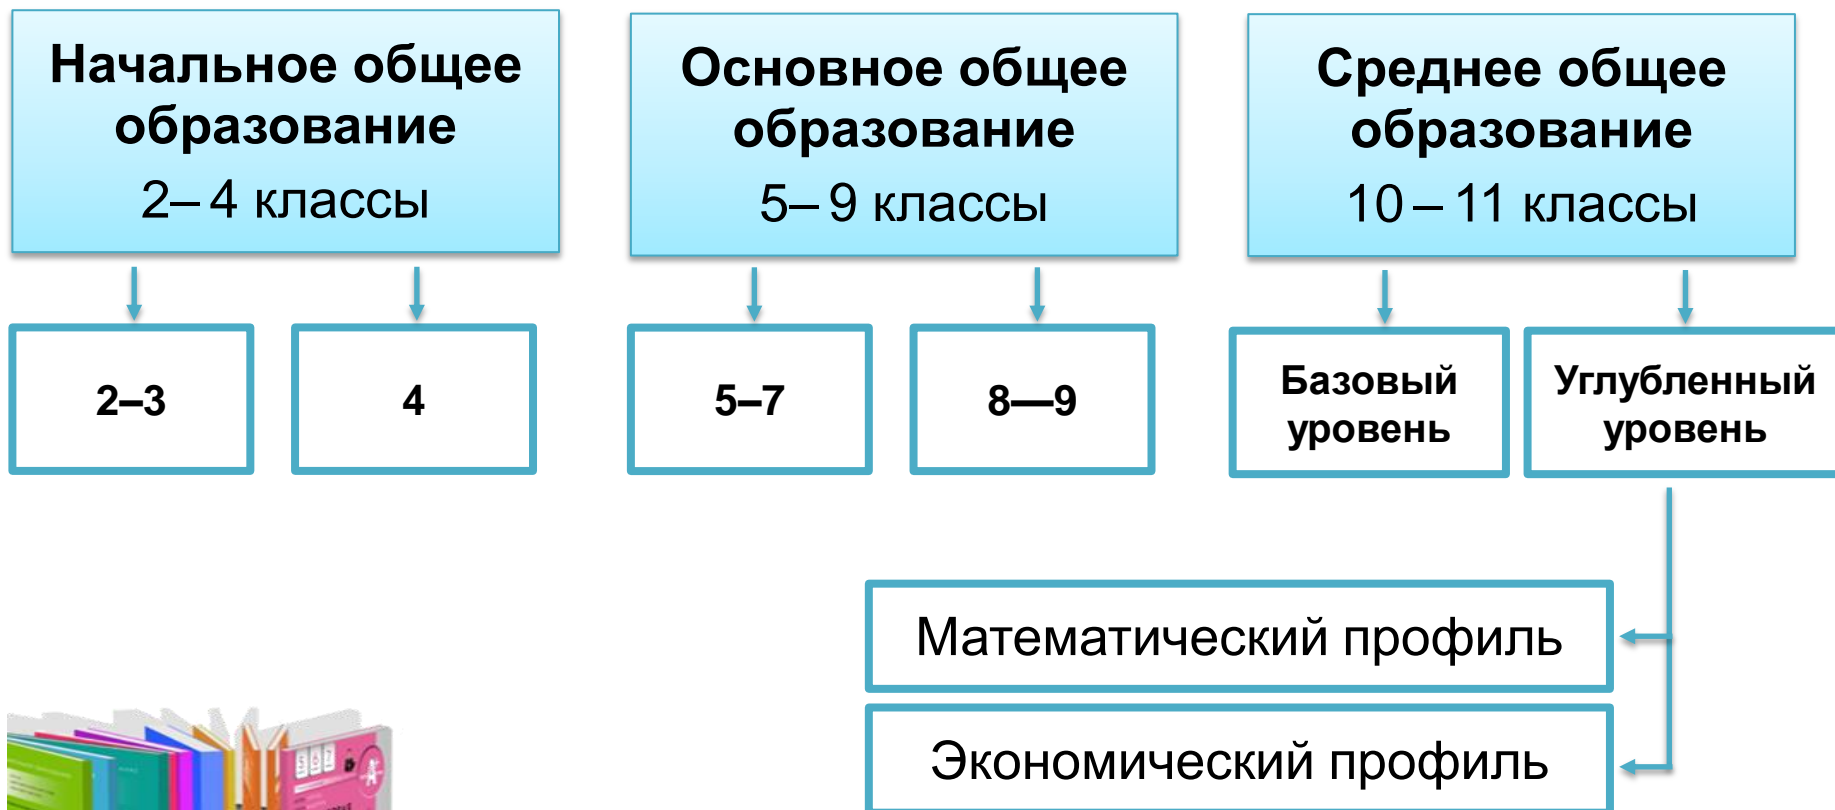 Начальное общее
образование
2– 4 классы
Основное общее
образование
5– 9 классы
Среднее общее
образование
10 – 11 классы
2–3
4
5–7
8—9
Базовый
уровень
Углубленный
уровень
Математический профиль
Экономический профиль